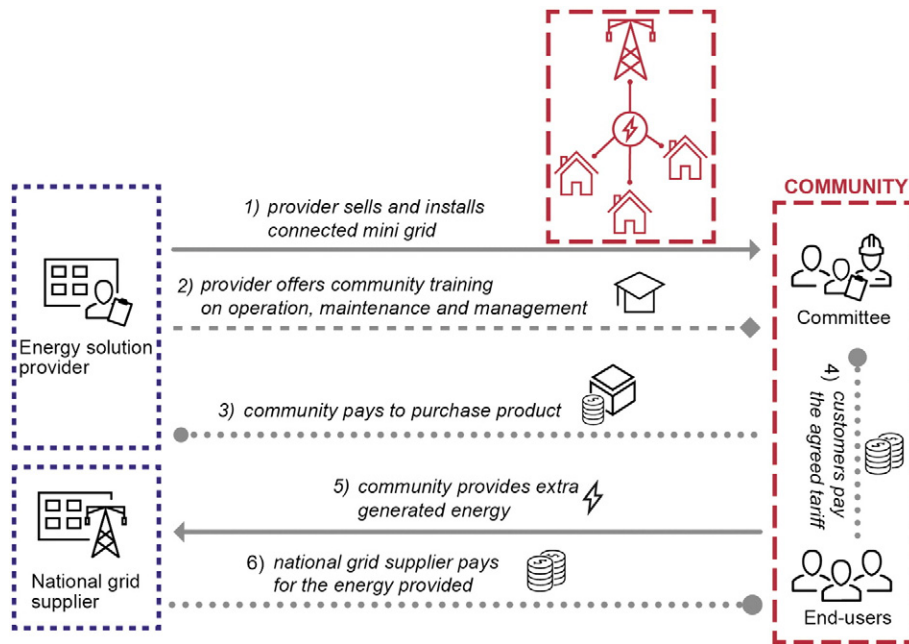 COMMUNITY
1) provider sells and installs
connected mini grid
2) provider offers community training
on operation, maintenance and management
Energy solution
provider
Committee
3) community pays to purchase product
4) customers pay
the agreed tariff
5) community provides extra
generated energy
6) national grid supplier pays
for the energy provided
National grid
supplier
End-users